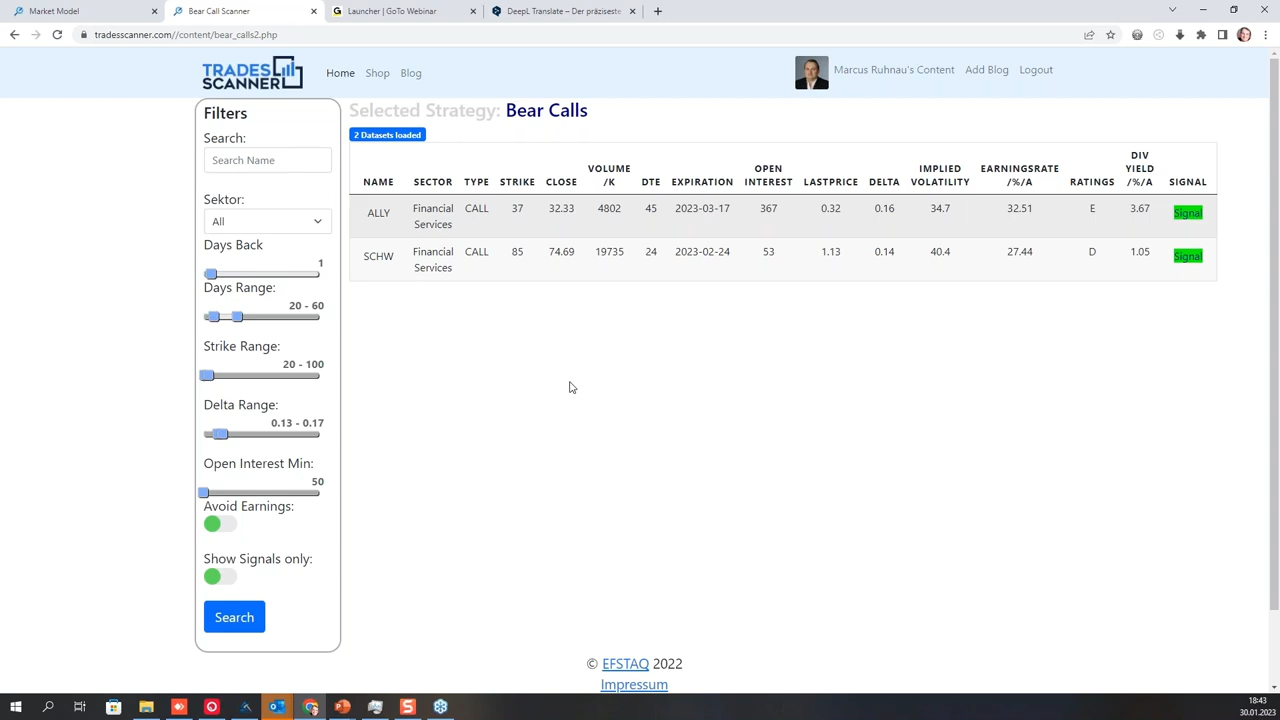 Market Model
Bear Call Scanner
Launcher | GoTo Webinar
DeepL Translate – Der präziseste
tradesscanner.com//content/bear_calls2.php
TRADES SCANNER
Home Shop Blog
Marcus Ruhnau's Content Add Blog Logout
Filters
Search:
Search Name
Sektor:
All
Days Back
1
Days Range:
20 - 60
Strike Range:
20 - 100
Delta Range:
0.13 - 0.17
Open Interest Min:
50
Avoid Earnings:
Show Signals only:
Search
Selected Strategy: Bear Calls
2 Datasets loaded
NAME SECTOR TYPE STRIKE CLOSE VOLUME /K DTE EXPIRATION OPEN INTEREST LASTPRICE DELTA IMPLIED VOLATILITY EARNINGSRATE /%/A RATINGS DIV YIELD /%/A SIGNAL
ALLY Financial Services CALL 37 32.33 4802 45 2023-03-17 367 0.32 0.16 34.7 32.51 E 3.67 Signal
SCHW Financial Services CALL 85 74.69 19735 24 2023-02-24 53 1.13 0.14 40.4 27.44 D 1.05 Signal
© EFSTAQ 2022
Impressum
18:43
30.01.2023